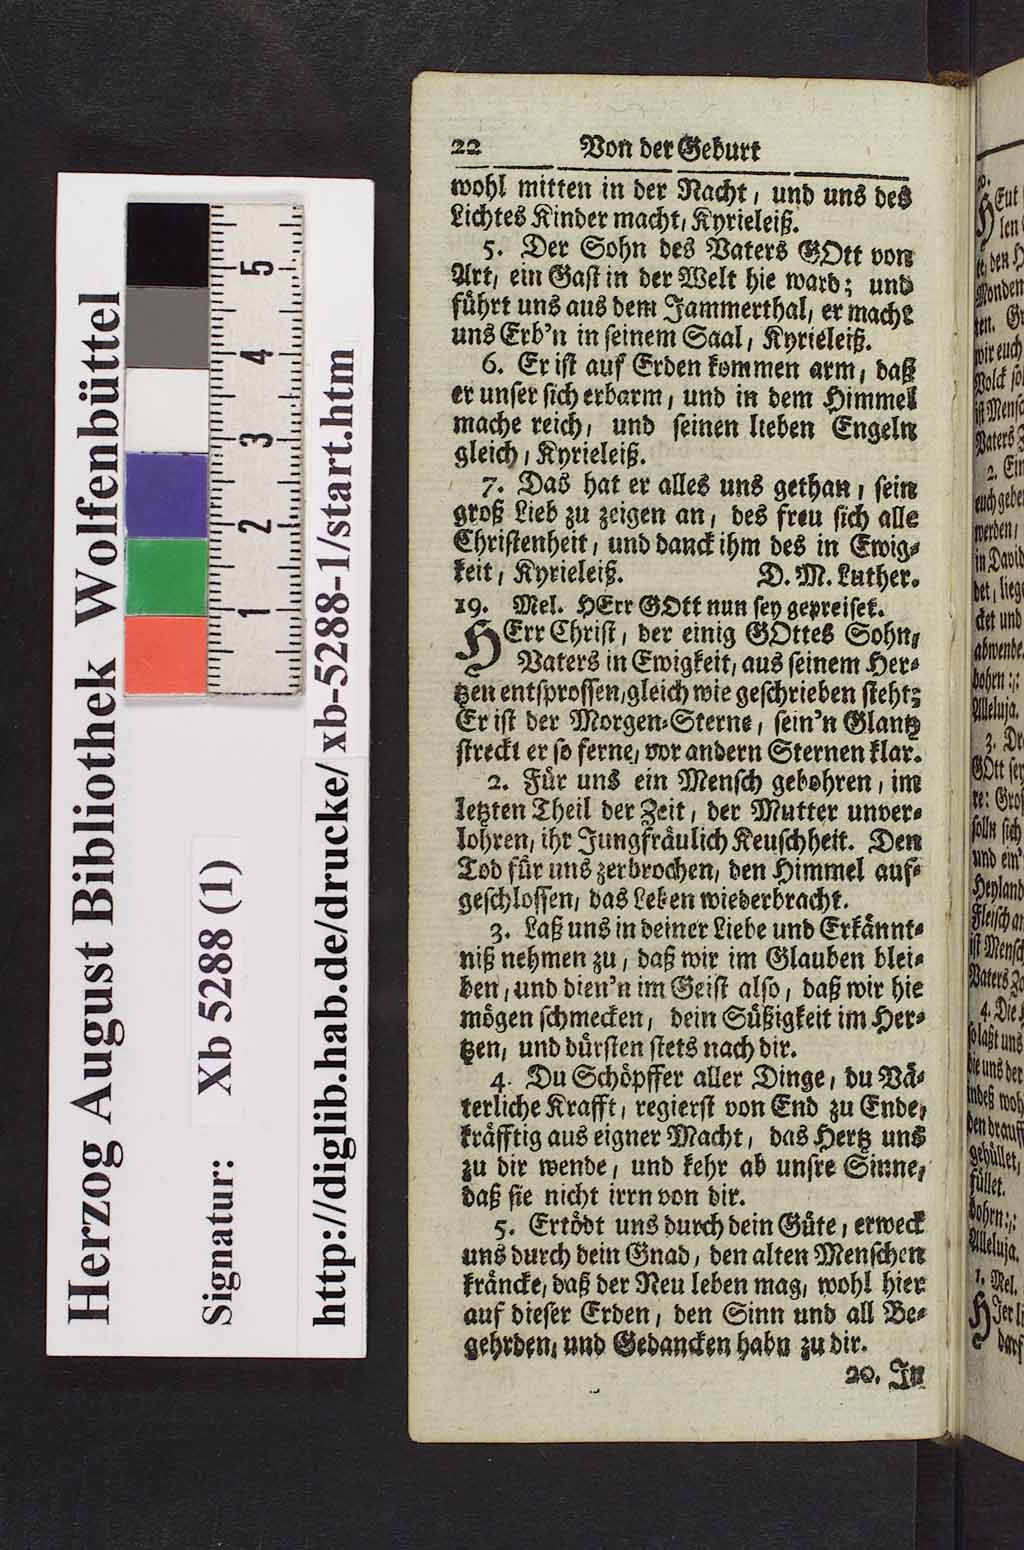 Herzog August Bibliothek Wolfenbüttel
Signatur: Xb 5288 (1)
http://diglib.hab.de/drucke/xb-5288-1/start.htm
1 2 3 4 5
22 Von der Geburt
wohl mitten in der Nacht, und uns des
Lichtes Kinder macht, Kyrieleiß.
5. Der Sohn des Vaters GOtt von
Art, ein Gast in der Welt hie ward; und
führt uns aus dem Jammerthal, er macht
uns Erb'n in seinem Saal, Kyrieleiß.
6. Er ist auf Erden kommen arm, daß
er unser sich erbarm, und in dem Himmel
mache reich, und seinen lieben Engeln
gleich, Kyrieleiß.
7. Das hat er alles uns gethan, sein
groß Lieb zu zeigen an, des freu sich alle
Christenheit, und danck ihm des in Ewig-
keit, Kyrieleiß. D. M. Luther.
19. Mel. HErr GOtt nun sey gepreiset.
HErr Christ, der einig GOttes Sohn,
Vaters in Ewigkeit, aus seinem Her-
tzen entsprossen, gleich wie geschrieben steht;
Er ist der Morgen-Sterne, sein'n Glantz
streckt er so ferne, vor andern Sternen klar.
2. Für uns ein Mensch gebohren, im
letzten Theil der Zeit, der Mutter unver-
lohren, ihr Jungfräulich Keuschheit. Den
Tod für uns zerbrochen, den Himmel auf-
geschlossen, das Leben wiederbracht.
3. Laß uns in deiner Liebe und Erkännt-
niß nehmen zu, daß wir im Glauben blei-
ben, und dien'n im Geist also, daß wir hie
mögen schmecken, dein Süßigkeit im Her-
tzen, und dürsten stets nach dir.
4. Du Schöpffer aller Dinge, du Vä-
terliche Krafft, regierst von End zu Ende,
kräfftig aus eigner Macht, das Hertz uns
zu dir wende, und kehr ab unsre Sinne,
daß sie nicht irrn von dir.
5. Ertödt uns durch dein Güte, erweck
uns durch dein Gnad, den alten Menschen
kräncke, daß der Neu leben mag, wohl hier
auf dieser Erden, den Sinn und all Be-
gehrden, und Gedancken habn zu dir.
20. In